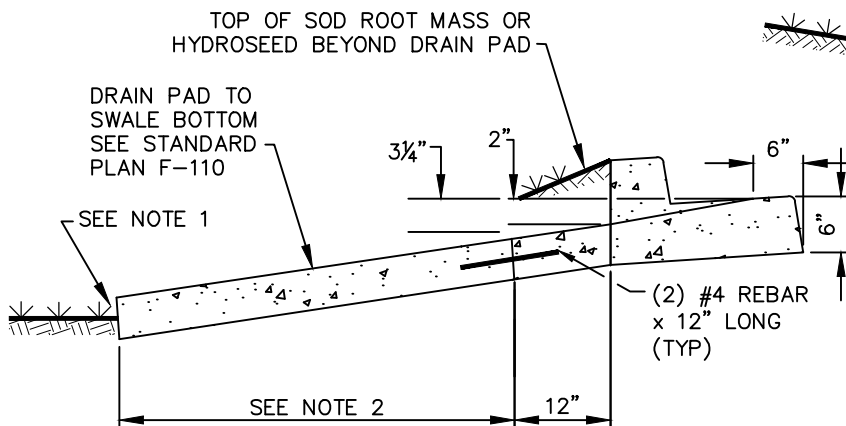 TOP OF SOD ROOT MASS OR
HYDROSEED BEYOND DRAIN PAD
DRAIN PAD TO
SWALE BOTTOM
SEE STANDARD
PLAN F-110
3¼"
2"
6"
SEE NOTE 1
6"
(2) #4 REBAR
x 12" LONG
(TYP)
SEE NOTE 2
12"